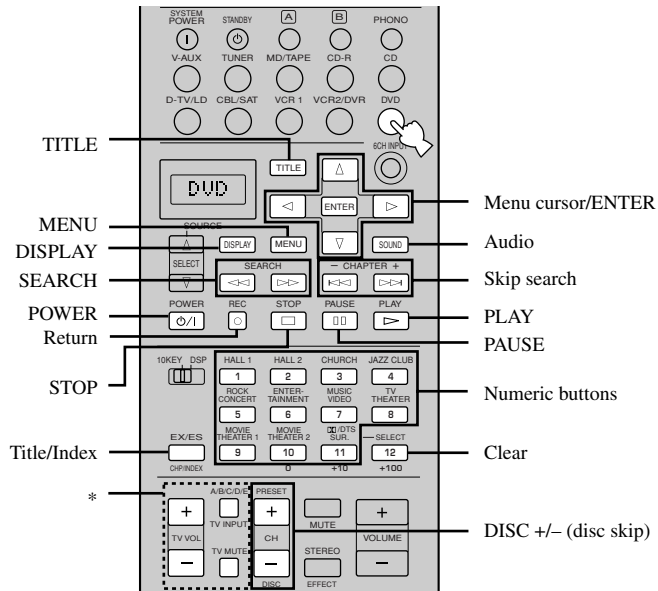 SYSTEM POWER STANDBY A B PHONO
V-AUX TUNER MD/TAPE CD-R CD
D-TV/LD CBL/SAT VCR 1 VCR2/DVR DVD
6CH INPUT
TITLE
TITLE
DVD
ENTER
Menu cursor/ENTER
MENU
SOURCE
DISPLAY
DISPLAY
MENU
SOUND
Audio
SELECT
SEARCH
SEARCH
– CHAPTER +
Skip search
POWER
POWER REC STOP PAUSE PLAY
PLAY
Return
PAUSE
STOP
10KEY DSP
HALL 1 HALL 2 CHURCH JAZZ CLUB
1 2 3 4
ROCK CONCERT ENTER-TAINMENT MUSIC VIDEO TV THEATER
5 6 7 8
Numeric buttons
MOVIE THEATER 1 MOVIE THEATER 2 /DTS SUR. SELECT
EX/ES
9 10 11 12
Title/Index
Clear
CHP/INDEX 0 +10 +100
*
A/B/C/D/E PRESET
+ + +
TV INPUT MUTE
TV VOL CH VOLUME
TV MUTE STEREO
– – –
DISC EFFECT
DISC +/– (disc skip)